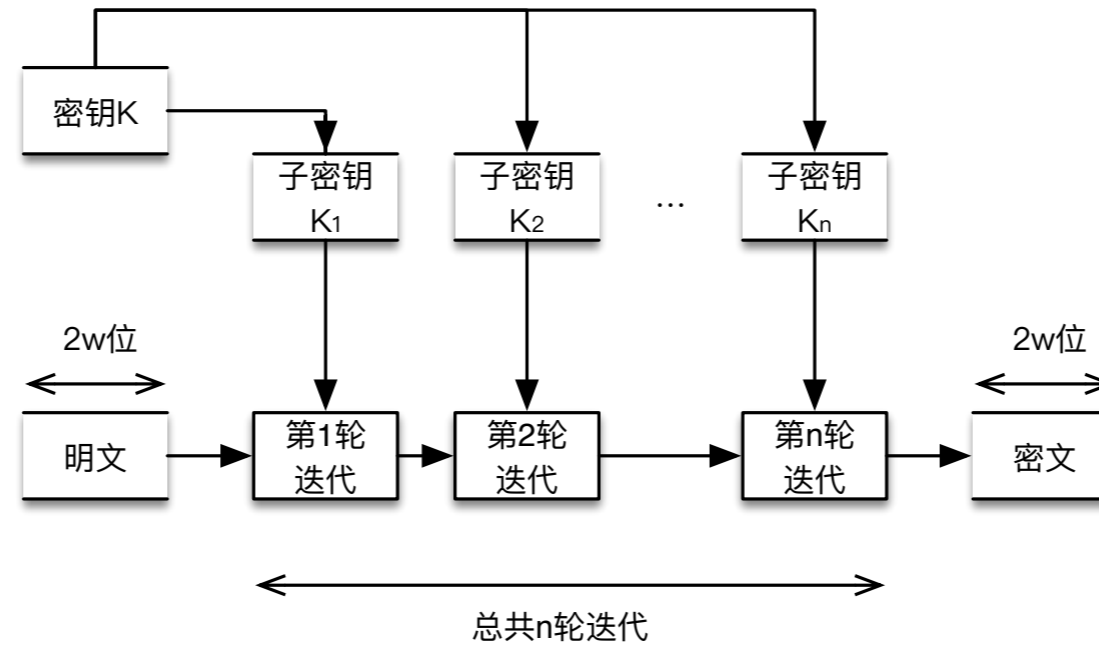 密钥K
子密钥
K1
子密钥
K2
...
子密钥
Kn
2w位
2w位
明文
第1轮
迭代
第2轮
迭代
第n轮
迭代
密文
总共n轮迭代